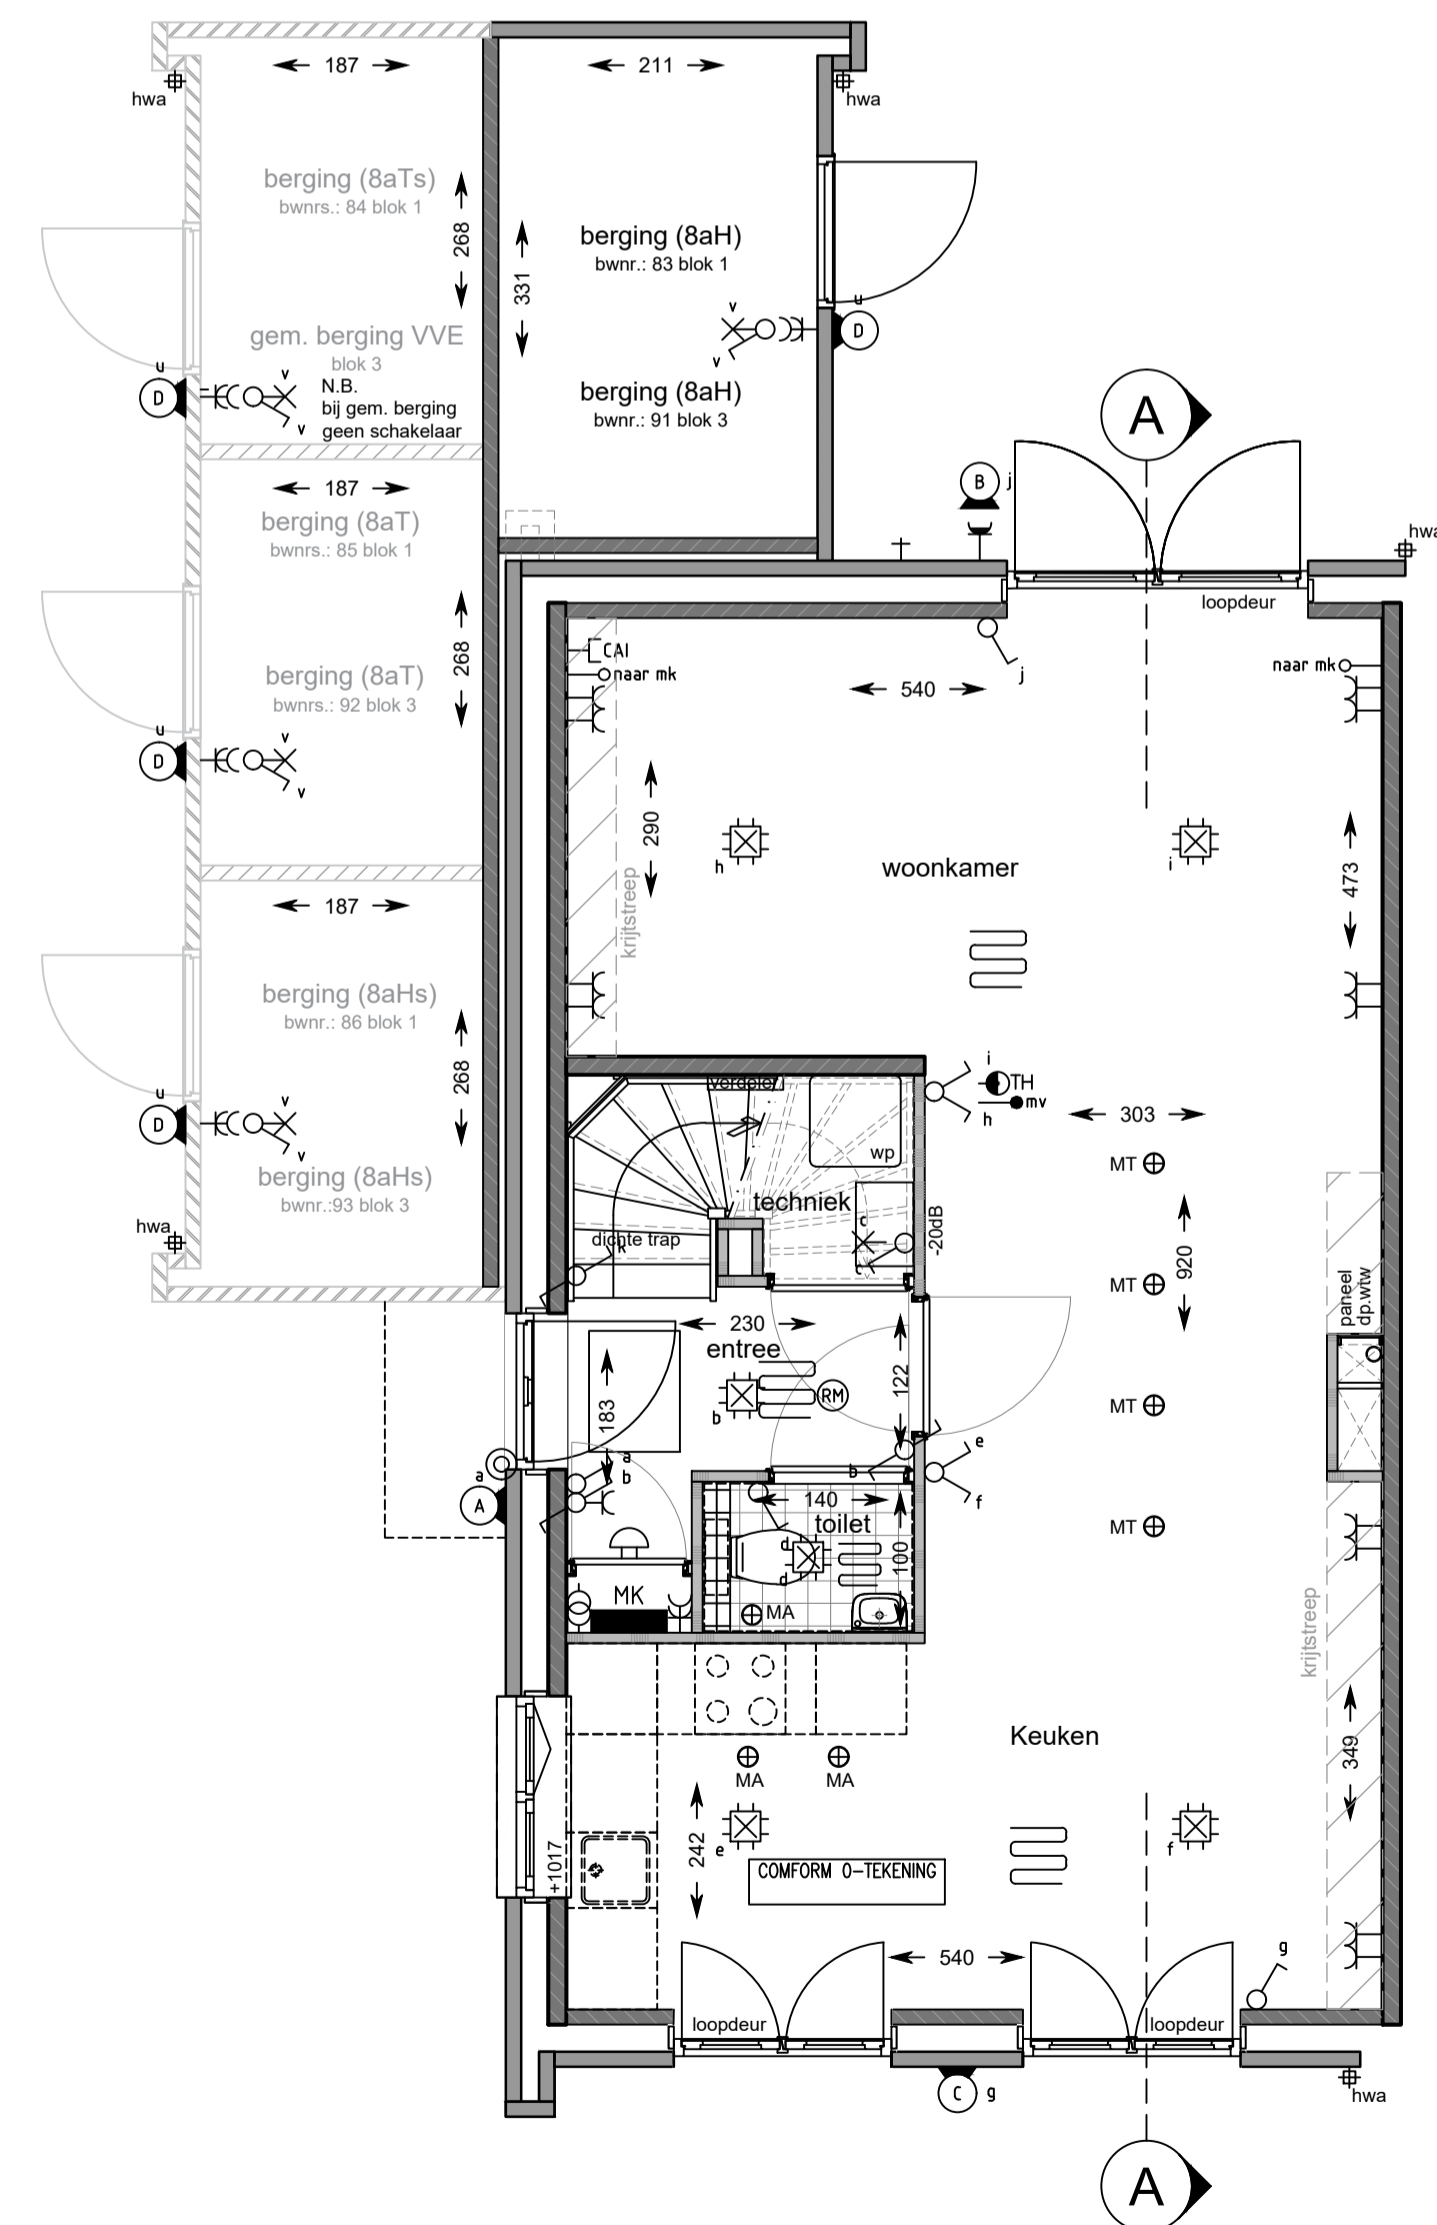 187
211
hwa
hwa
berging (8aTs)
bwnrs.: 84 blok 1
268
331
berging (8aH)
bwnr.: 83 blok 1
gem. berging VVE
blok 3
N.B.
bij gem. berging
geen schakelaar
u
D
v
v
v
v
u
D
berging (8aH)
bwnr.: 91 blok 3
A
187
berging (8aT)
bwnrs.: 85 blok 1
B
j
hwa
loopdeur
268
berging (8aT)
bwnrs.: 92 blok 3
u
D
v
v
CAI
naar mk
540
j
naar mk
290
h
woonkamer
i
473
krijtstreep
187
berging (8aHs)
bwnr.: 86 blok 1
268
u
D
v
v
berging (8aHs)
bwnr.:93 blok 3
hwa
verdeler
wp
i
TH
mv
h
303
MT
techniek
c
c
-20dB
dichte trap
k
920
MT
paneel
dp.wtw
230
entree
183
b
RM
122
MT
a
b
b
e
f
a
A
140
toilet
d
d
100
MT
MK
MA
krijtstreep
Keuken
349
MA
MA
242
e
f
+1017
COMFORM 0-TEKENING
540
g
loopdeur
loopdeur
C
g
hwa
A